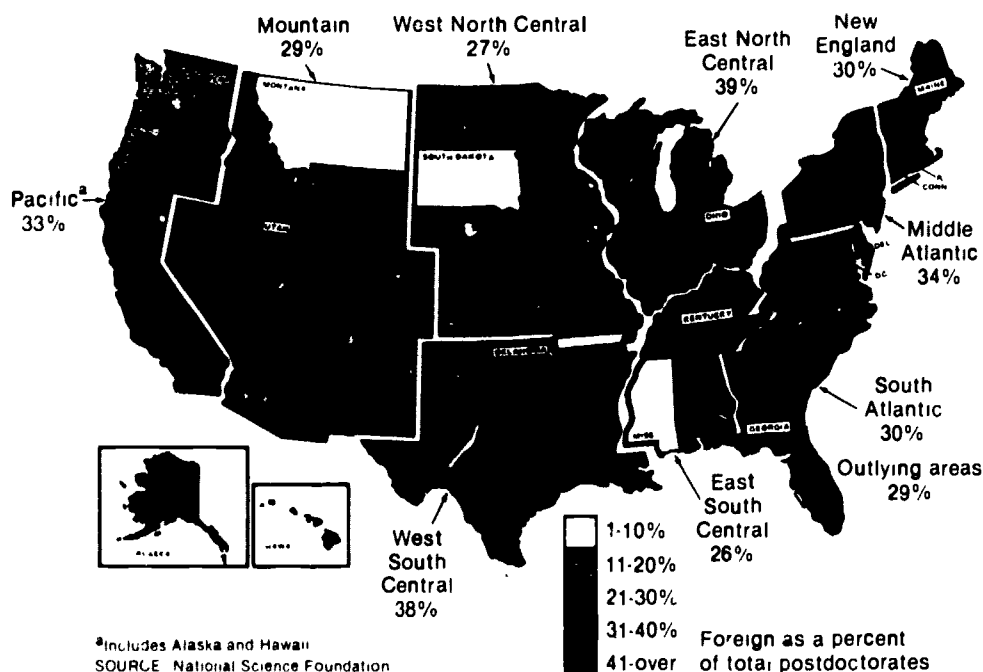 Mountain
29%
West North Central
27%
East North
Central
39%
New
England
30%
MONTANA
MAINE
SOUTH DAKOTA
R
CONN
Pacificª
33%
UTAH
OHIO
Middle
Atlantic
34%
DEL
DC
KENTUCKY
OKLAHOMA
South
Atlantic
30%
MISS
GEORGIA
Outlying areas
29%
East
South
Central
26%
West
South
Central
38%
ALASKA
1-10%
11-20%
21-30%
31-40%
41-over
Foreign as a percent
of total postdoctorates
ªIncludes Alaska and Hawaii
SOURCE National Science Foundation